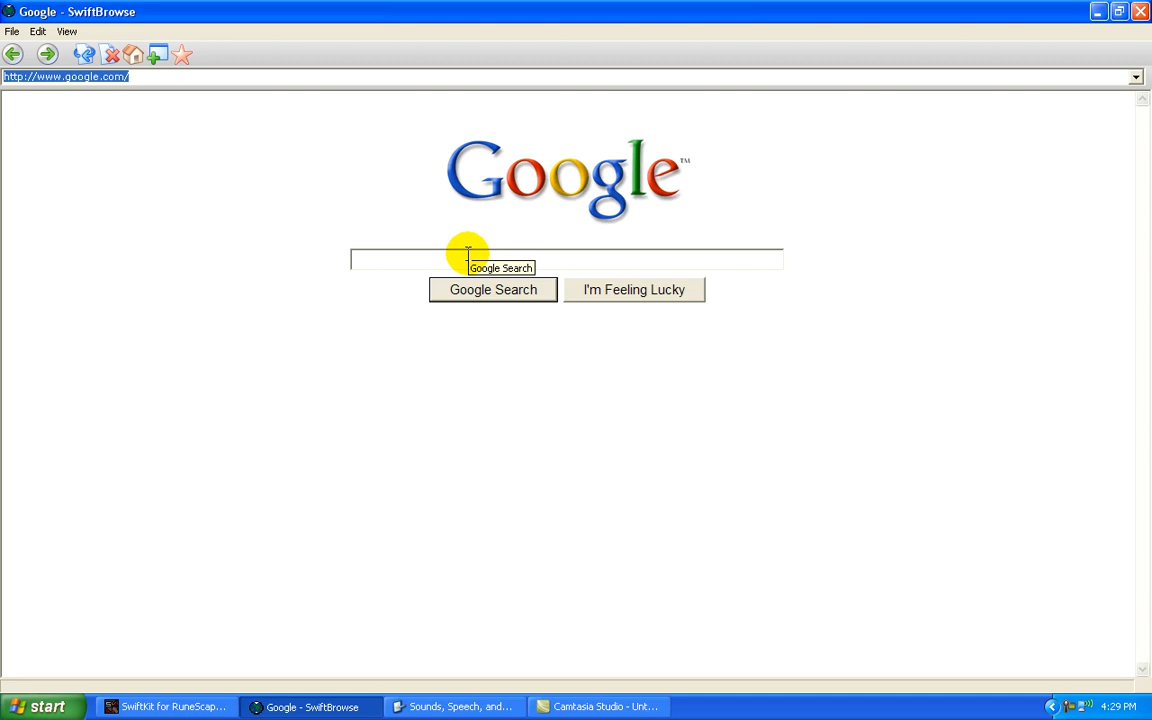 Google - SwiftBrowse
File Edit View
http://www.google.com/
Google™
Google Search
Google Search I'm Feeling Lucky
start SwiftKit for RuneScap... Google - SwiftBrowse Sounds, Speech, and... Camtasia Studio - Unt... 4:29 PM